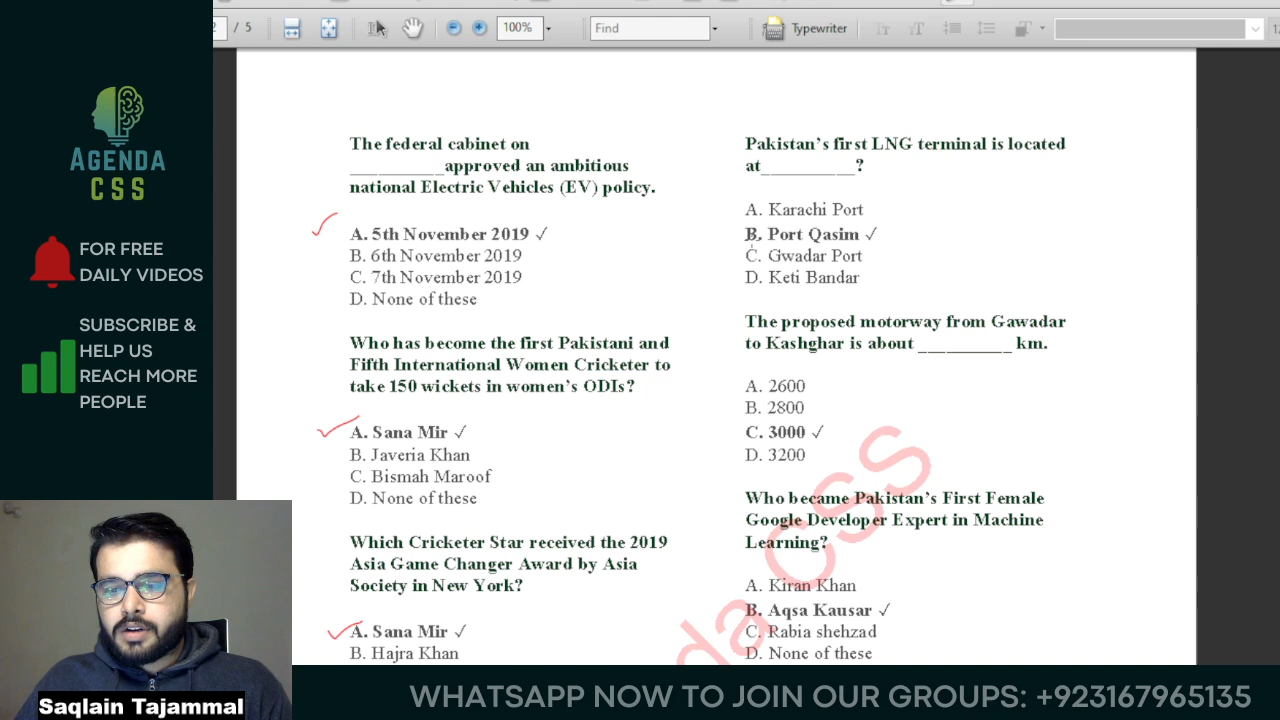 2 / 5
100%
Find
Typewriter
AGENDA
CSS
FOR FREE
DAILY VIDEOS
SUBSCRIBE &
HELP US
REACH MORE
PEOPLE
The federal cabinet on
__________approved an ambitious
national Electric Vehicles (EV) policy.
A. 5th November 2019 ✓
B. 6th November 2019
C. 7th November 2019
D. None of these
Who has become the first Pakistani and
Fifth International Women Cricketer to
take 150 wickets in women's ODIs?
A. Sana Mir ✓
B. Javeria Khan
C. Bismah Maroof
D. None of these
Which Cricketer Star received the 2019
Asia Game Changer Award by Asia
Society in New York?
A. Sana Mir ✓
B. Hajra Khan
Pakistan's first LNG terminal is located
at__________?
A. Karachi Port
B. Port Qasim ✓
C. Gwadar Port
D. Keti Bandar
The proposed motorway from Gawadar
to Kashghar is about __________ km.
A. 2600
B. 2800
C. 3000 ✓
D. 3200
Who became Pakistan's First Female
Google Developer Expert in Machine
Learning?
A. Kiran Khan
B. Aqsa Kausar ✓
C. Rabia shehzad
D. None of these
da CSS
Saqlain Tajammal
WHATSAPP NOW TO JOIN OUR GROUPS: +923167965135